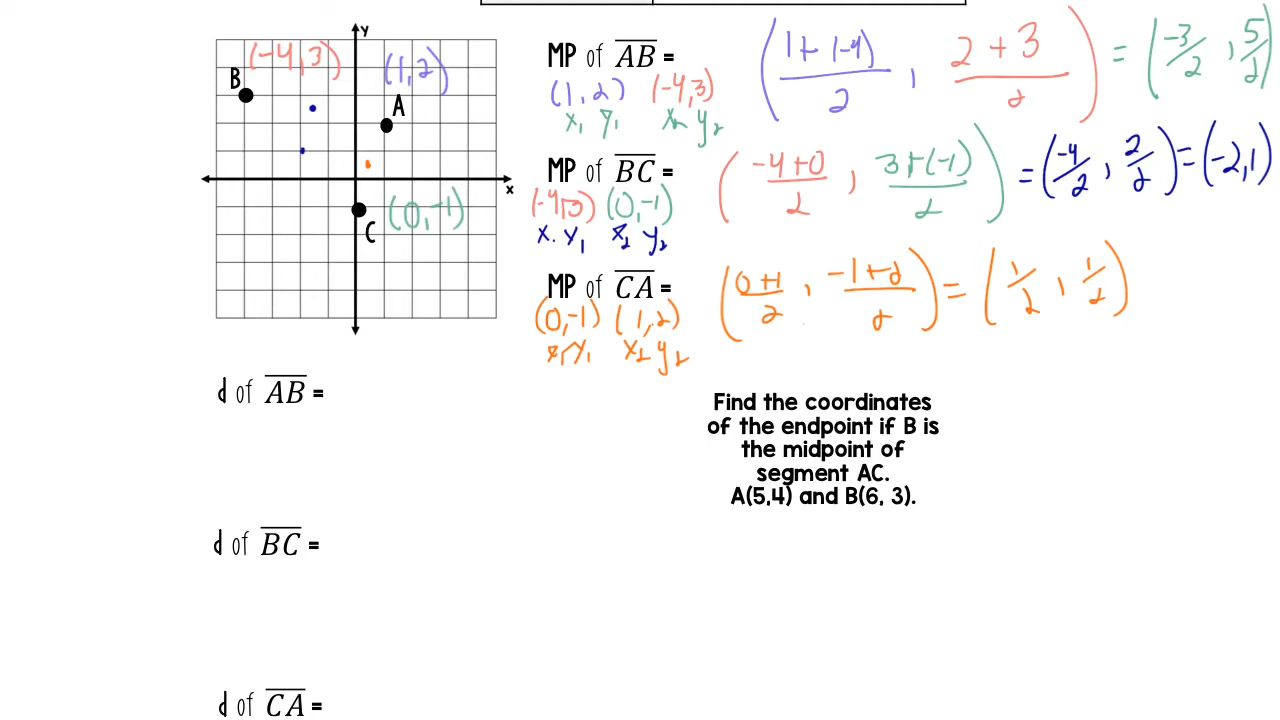 y
(-4,3)
(1,2)
B
A
x
C
(0,-1)
MP of AB = ( 1+(-4) / 2 , 2+3 / 2 ) = ( -3/2 , 5/2 )
(1,2) (-4,3)
x1 y1 x2 y2
MP of BC = ( -4+0 / 2 , 3+(-1) / 2 ) = ( -4/2 , 2/2 ) = (-2,1)
(-4,3) (0,-1)
x1 y1 x2 y2
MP of CA = ( 0+1 / 2 , -1+2 / 2 ) = ( 1/2 , 1/2 )
(0,-1) (1,2)
x1 y1 x2 y2
d of AB =
Find the coordinates
of the endpoint if B is
the midpoint of
segment AC.
A(5,4) and B(6, 3).
d of BC =
d of CA =